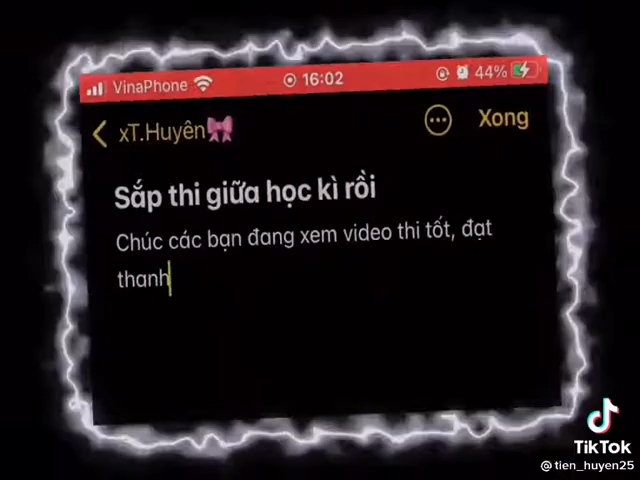 VinaPhone 16:02 44%
xT.Huyên🎀 Xong
Sắp thi giữa học kì rồi
Chúc các bạn đang xem video thi tốt, đạt
thanh
TikTok
@tien_huyen25